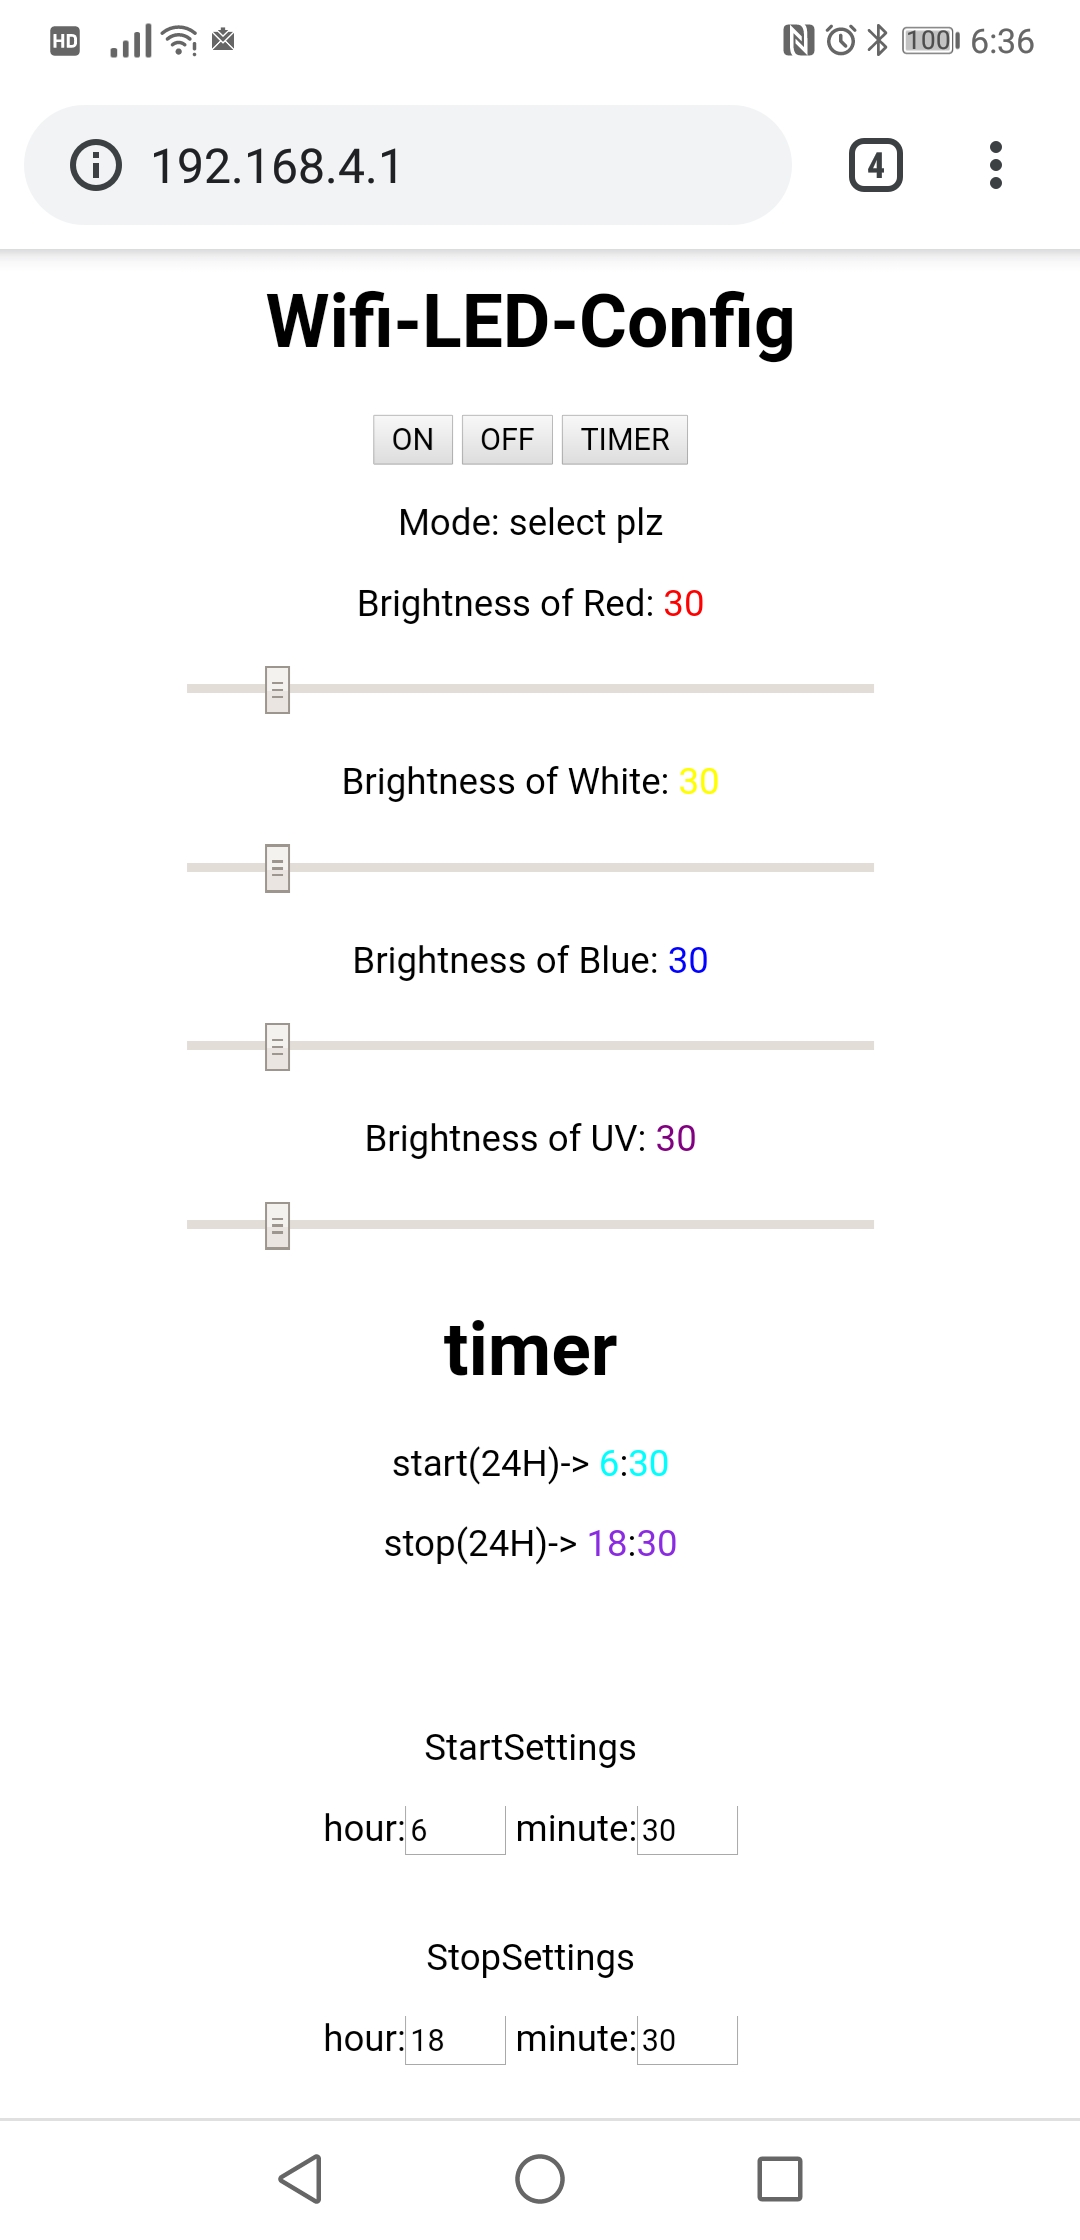 HD 100 6:36
192.168.4.1 4
Wifi-LED-Config
ON OFF TIMER
Mode: select plz
Brightness of Red: 30
Brightness of White: 30
Brightness of Blue: 30
Brightness of UV: 30
timer
start(24H)-> 6:30
stop(24H)-> 18:30
StartSettings
hour:6 minute:30
StopSettings
hour:18 minute:30